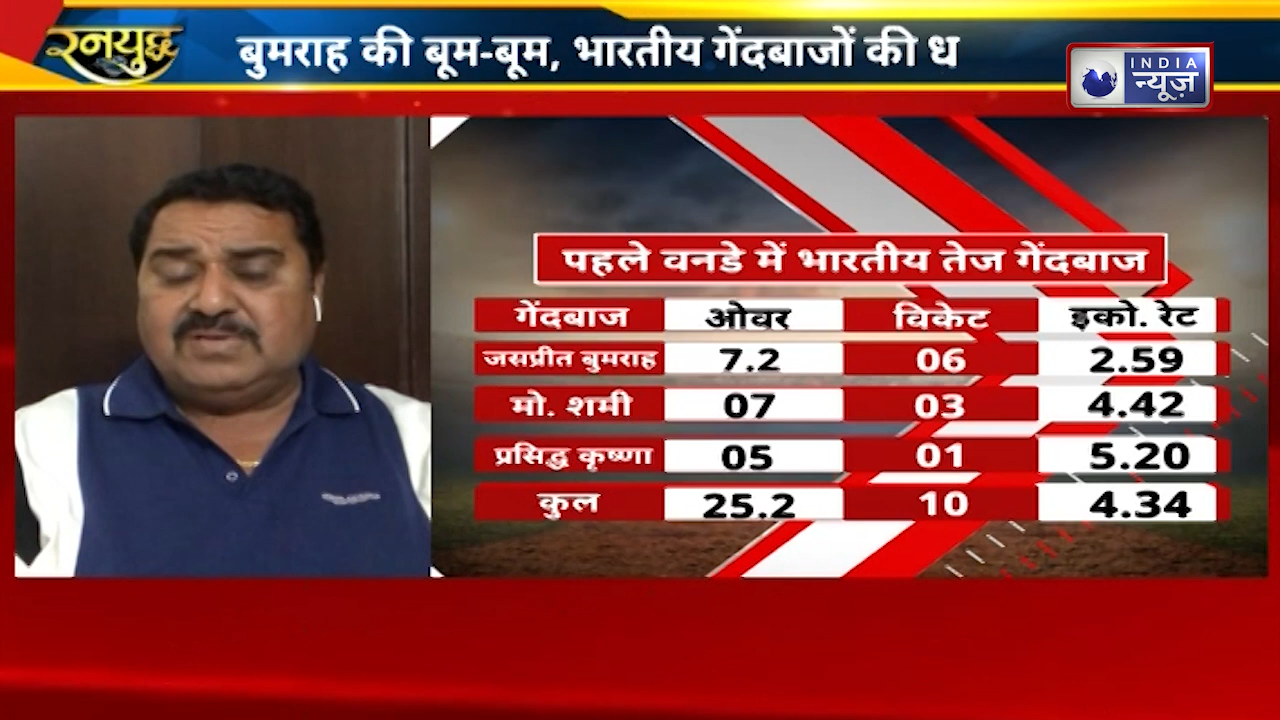 रनयुद्ध
बुमराह की बूम-बूम, भारतीय गेंदबाजों की ध
INDIA
न्यूज़
पहले वनडे में भारतीय तेज गेंदबाज
गेंदबाज ओवर विकेट इको. रेट
जसप्रीत बुमराह 7.2 06 2.59
मो. शमी 07 03 4.42
प्रसिद्ध कृष्णा 05 01 5.20
कुल 25.2 10 4.34